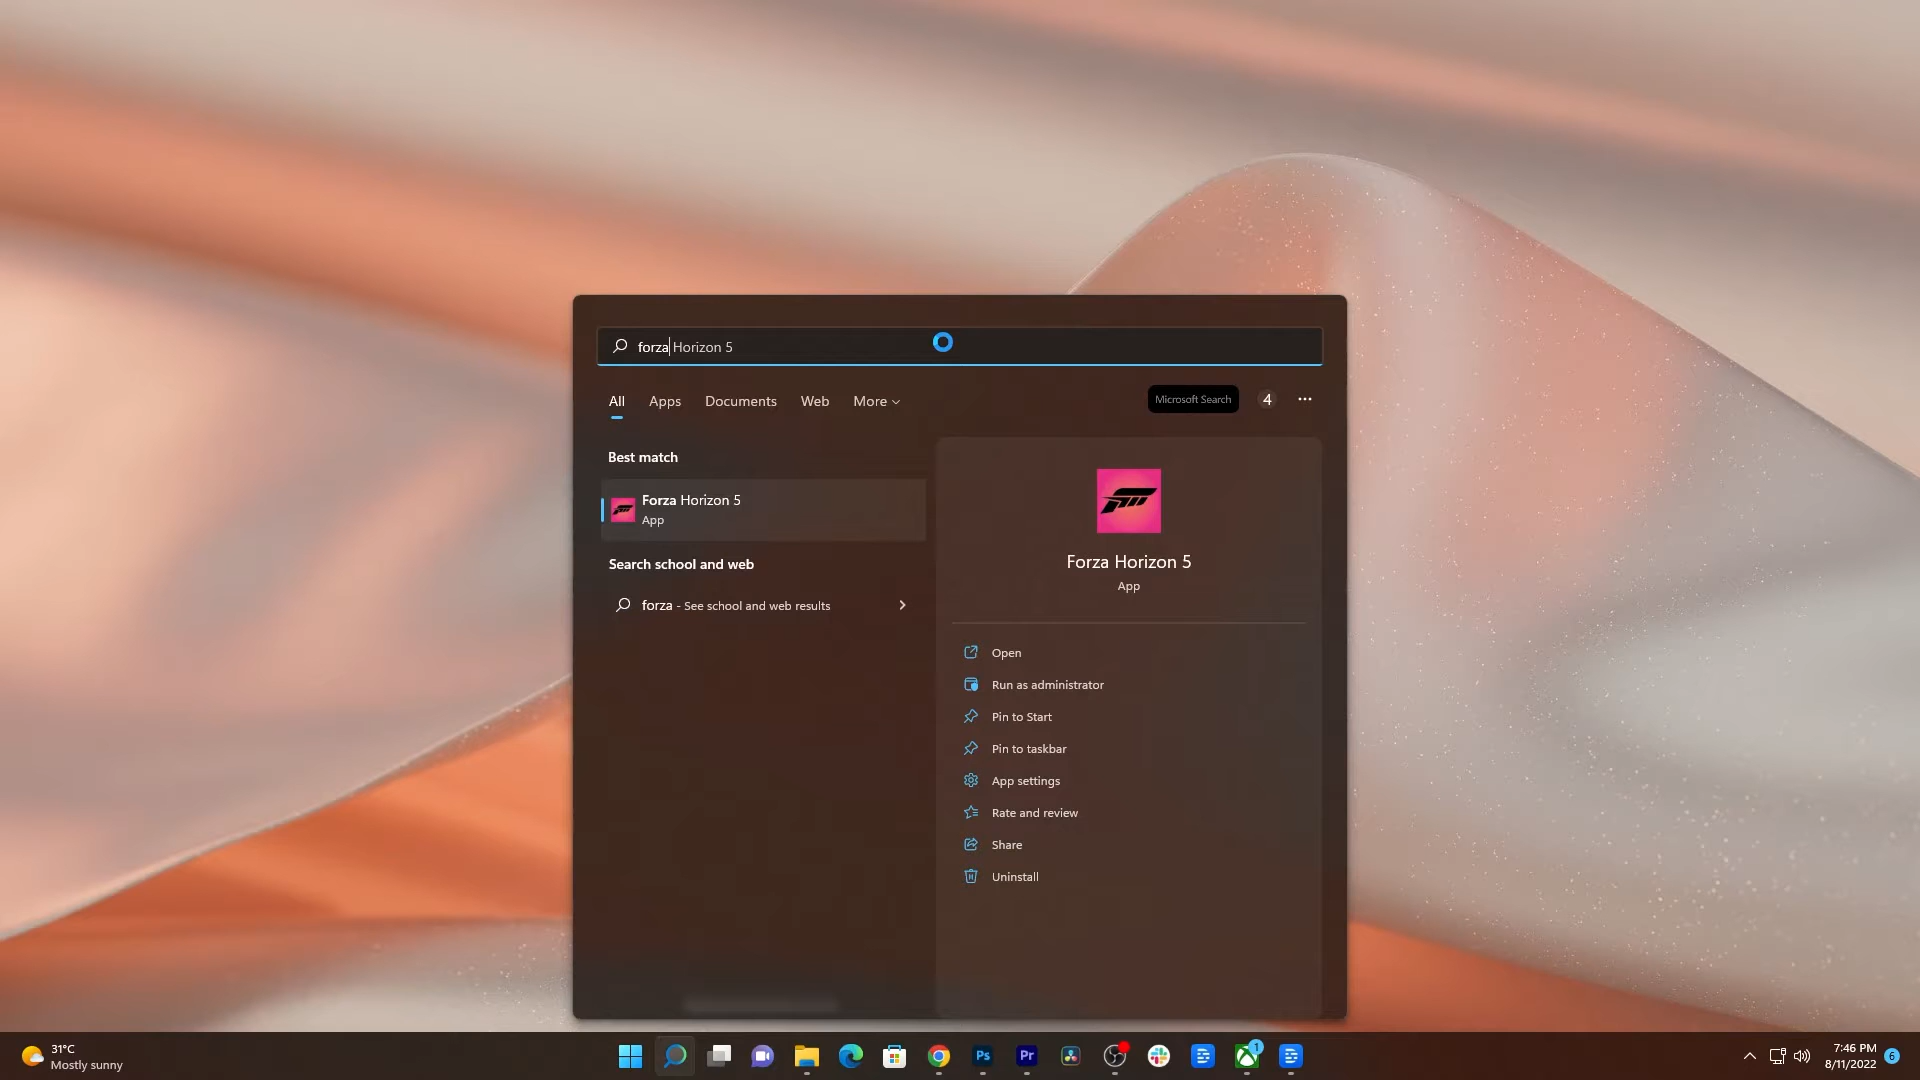 forza Horizon 5
All Apps Documents Web More
Microsoft Search 4
Best match
Forza Horizon 5
App
Search school and web
forza - See school and web results
Forza Horizon 5
App
Open
Run as administrator
Pin to Start
Pin to taskbar
App settings
Rate and review
Share
Uninstall
31°C
Mostly sunny
Ps
Pr
1
7:46 PM
8/11/2022
6